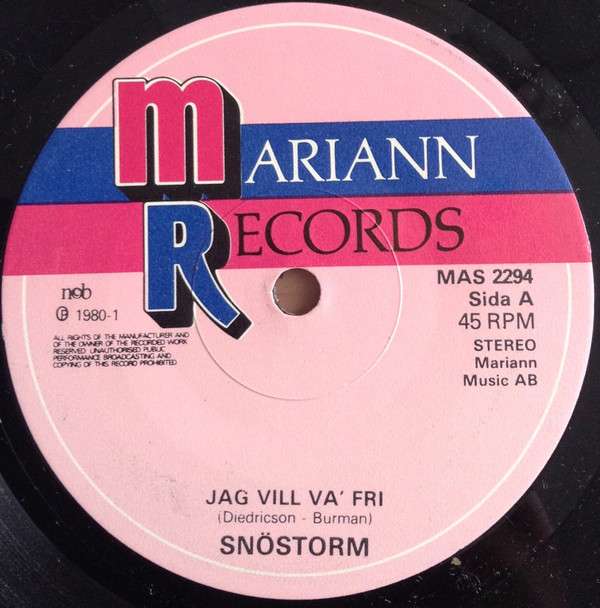 MARIANN
RECORDS
ncb
Ⓟ 1980-1
ALL RIGHTS OF THE MANUFACTURER AND
OF THE OWNER OF THE RECORDED WORK
RESERVED UNAUTHORISED PUBLIC
PERFORMANCE BROADCASTING AND
COPYING OF THIS RECORD PROHIBITED
MAS 2294
Sida A
45 RPM
STEREO
Mariann
Music AB
JAG VILL VA' FRI
(Diedricson - Burman)
SNÖSTORM